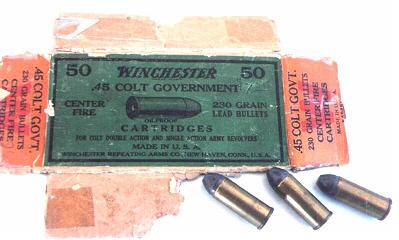 50 WINCHESTER 50
.45 COLT GOVERNMENT
CENTER FIRE
230 GRAIN LEAD BULLETS
OILPROOF
CARTRIDGES
FOR COLT DOUBLE ACTION AND SINGLE ACTION ARMY REVOLVERS
MADE IN U.S.A.
WINCHESTER REPEATING ARMS CO., NEW HAVEN, CONN., U.S.A.
.45 COLT GOVT.
230 GRAIN BULLETS
CENTER FIRE
CARTRIDGES
.45 COLT GOVT.
230 GRAIN BULLETS
CENTER FIRE
CARTRIDGES